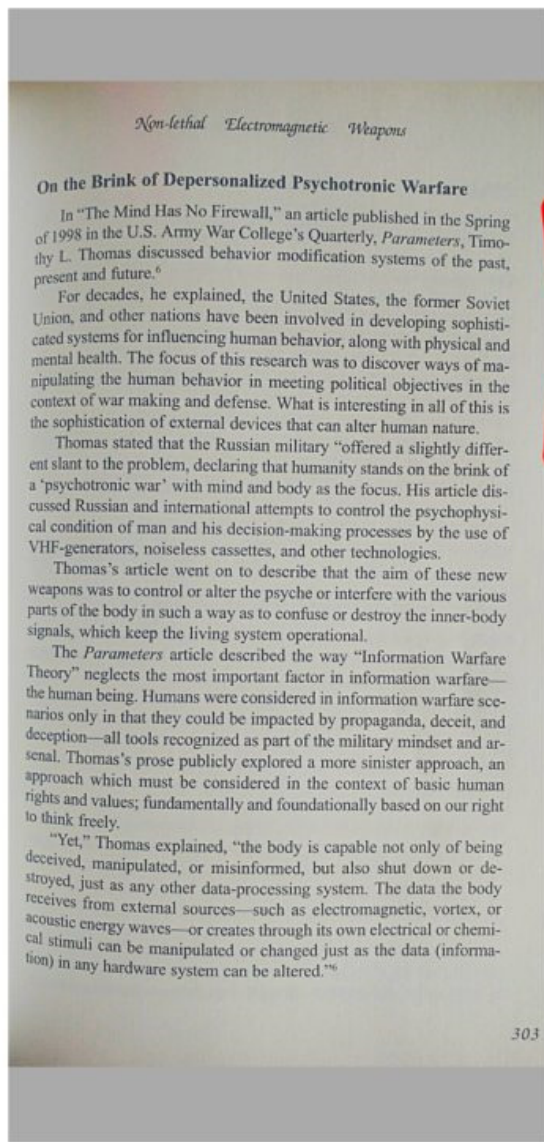 Non-lethal Electromagnetic Weapons
On the Brink of Depersonalized Psychotronic Warfare
In “The Mind Has No Firewall,” an article published in the Spring
of 1998 in the U.S. Army War College’s Quarterly, Parameters, Timo-
thy L. Thomas discussed behavior modification systems of the past,
present and future.⁶
For decades, he explained, the United States, the former Soviet
Union, and other nations have been involved in developing sophisti-
cated systems for influencing human behavior, along with physical and
mental health. The focus of this research was to discover ways of ma-
nipulating the human behavior in meeting political objectives in the
context of war making and defense. What is interesting in all of this is
the sophistication of external devices that can alter human nature.
Thomas stated that the Russian military “offered a slightly differ-
ent slant to the problem, declaring that humanity stands on the brink of
a ‘psychotronic war’ with mind and body as the focus. His article dis-
cussed Russian and international attempts to control the psychophysi-
cal condition of man and his decision-making processes by the use of
VHF-generators, noiseless cassettes, and other technologies.
Thomas’s article went on to describe that the aim of these new
weapons was to control or alter the psyche or interfere with the various
parts of the body in such a way as to confuse or destroy the inner-body
signals, which keep the living system operational.
The Parameters article described the way “Information Warfare
Theory” neglects the most important factor in information warfare—
the human being. Humans were considered in information warfare sce-
narios only in that they could be impacted by propaganda, deceit, and
deception—all tools recognized as part of the military mindset and ar-
senal. Thomas’s prose publicly explored a more sinister approach, an
approach which must be considered in the context of basic human
rights and values; fundamentally and foundationally based on our right
to think freely.
“Yet,” Thomas explained, “the body is capable not only of being
deceived, manipulated, or misinformed, but also shut down or de-
stroyed, just as any other data-processing system. The data the body
receives from external sources—such as electromagnetic, vortex, or
acoustic energy waves—or creates through its own electrical or chemi-
cal stimuli can be manipulated or changed just as the data (informa-
tion) in any hardware system can be altered.”⁶
303